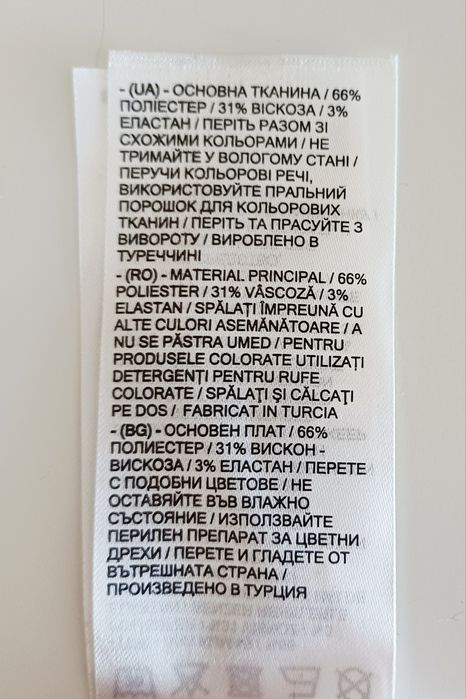 - (UA) - ОСНОВНА ТКАНИНА / 66%
ПОЛІЕСТЕР / 31% ВІСКОЗА / 3%
ЕЛАСТАН / ПЕРІТЬ РАЗОМ ЗІ
СХОЖИМИ КОЛЬОРАМИ / НЕ
ТРИМАЙТЕ У ВОЛОГОМУ СТАНІ /
ПЕРУЧИ КОЛЬОРОВІ РЕЧІ,
ВИКОРИСТОВУЙТЕ ПРАЛЬНИЙ
ПОРОШОК ДЛЯ КОЛЬОРОВИХ
ТКАНИН / ПЕРІТЬ ТА ПРАСУЙТЕ З
ВИВОРОТУ / ВИРОБЛЕНО В
ТУРЕЧЧИНІ
- (RO) - MATERIAL PRINCIPAL / 66%
POLIESTER / 31% VÂSCOZĂ / 3%
ELASTAN / SPĂLAȚI ÎMPREUNĂ CU
ALTE CULORI ASEMĂNĂTOARE / A
NU SE PĂSTRA UMED / PENTRU
PRODUSELE COLORATE UTILIZAȚI
DETERGENȚI PENTRU RUFE
COLORATE / SPĂLAȚI ŞI CĂLCAȚI
PE DOS / FABRICAT IN TURCIA
- (BG) - ОСНОВЕН ПЛАТ / 66%
ПОЛИЕСТЕР / 31% ВИСКОН -
ВИСКОЗА / 3% ЕЛАСТАН / ПЕРЕТЕ
С ПОДОБНИ ЦВЕТОВЕ / НЕ
ОСТАВЯЙТЕ ВЪВ ВЛАЖНО
СЪСТОЯНИЕ / ИЗПОЛЗВАЙТЕ
ПЕРИЛЕН ПРЕПАРАТ ЗА ЦВЕТНИ
ДРЕХИ / ПЕРЕТЕ И ГЛАДЕТЕ ОТ
ВЪТРЕШНАТА СТРАНА /
ПРОИЗВЕДЕНО В ТУРЦИЯ